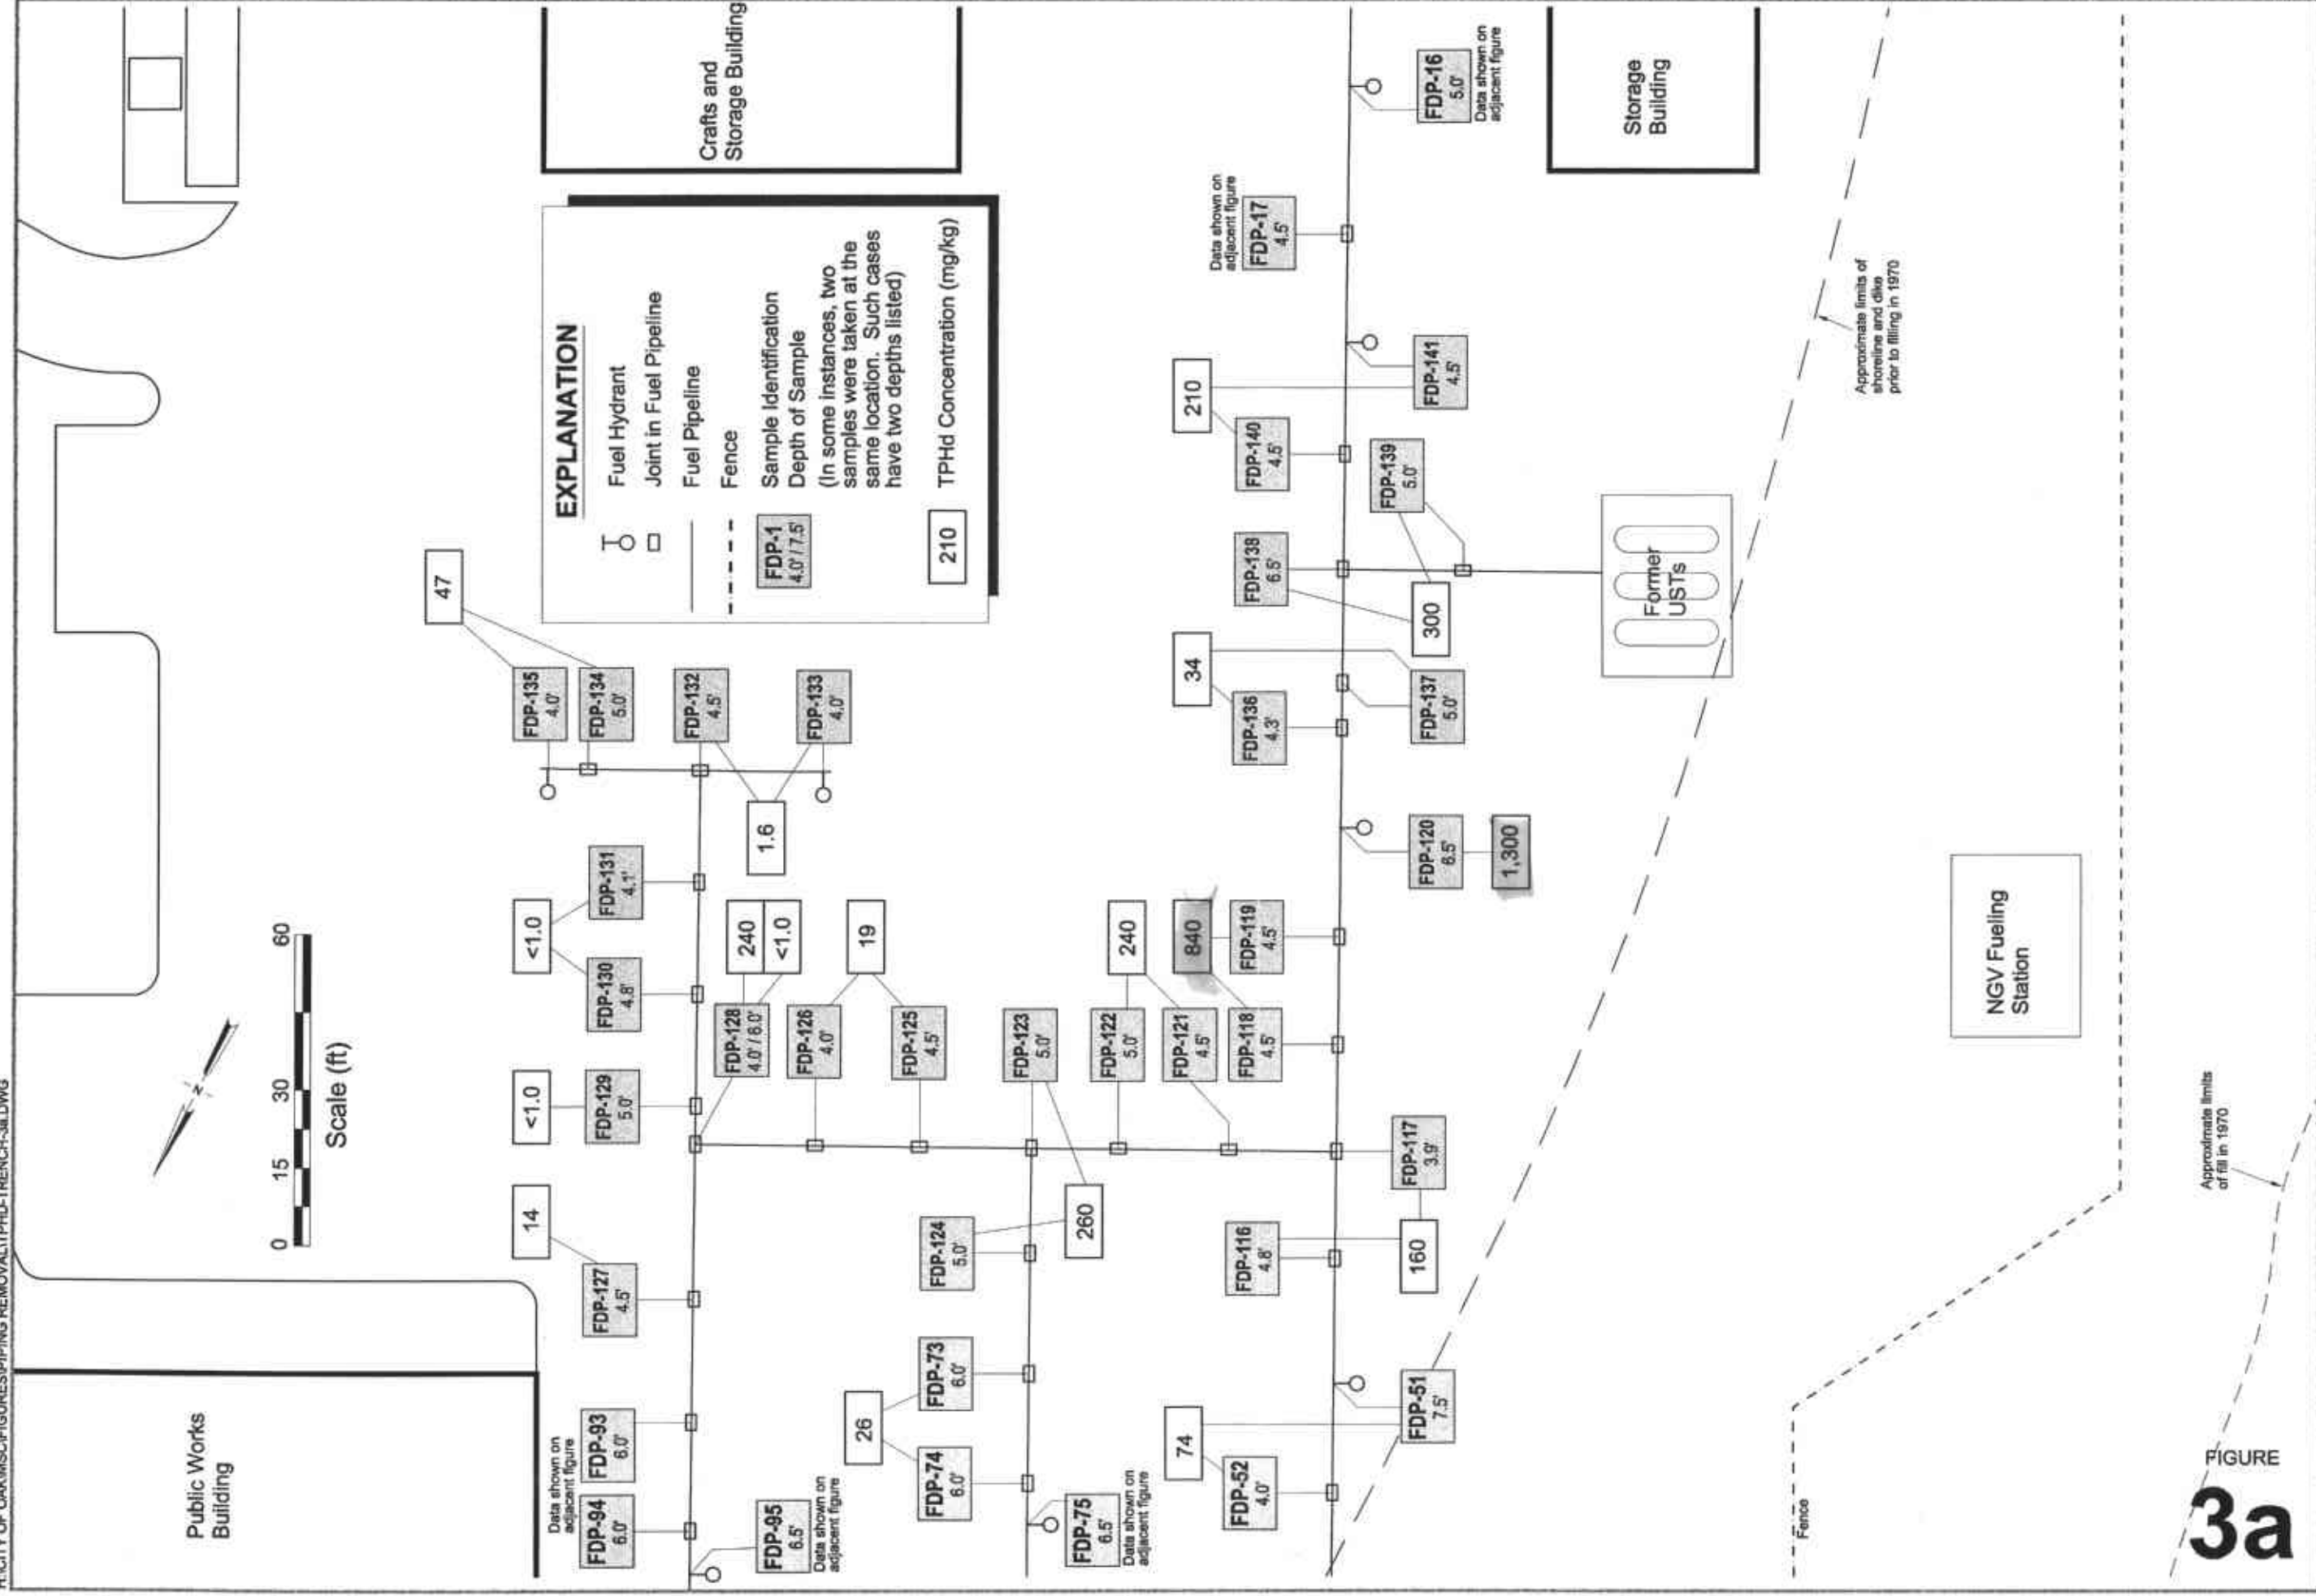 Public Works
Building
0
15
30
60
Scale (ft)
N
EXPLANATION
Fuel Hydrant
Joint in Fuel Pipeline
Fuel Pipeline
Fence
FDP-1
4.0' / 7.5'
Sample Identification
Depth of Sample
(In some instances, two
samples were taken at the
same location. Such cases
have two depths listed)
210
TPHd Concentration (mg/kg)
Crafts and
Storage Building
47
FDP-135
4.0'
FDP-134
5.0'
FDP-132
4.5'
FDP-133
4.0'
1.6
<1.0
FDP-131
4.1'
FDP-130
4.8'
<1.0
FDP-129
5.0'
14
FDP-127
4.5'
Data shown on
adjacent figure
FDP-94
6.0'
FDP-93
6.0'
FDP-95
6.5'
Data shown on
adjacent figure
240
<1.0
FDP-128
4.0' / 6.0'
19
FDP-126
4.0'
FDP-125
4.5'
FDP-123
5.0'
FDP-124
5.0'
260
26
FDP-74
6.0'
FDP-73
6.0'
FDP-75
6.5'
Data shown on
adjacent figure
240
FDP-122
5.0'
FDP-121
4.5'
840
FDP-118
4.5'
FDP-119
4.5'
74
FDP-52
4.0'
FDP-51
7.5'
FDP-116
4.8'
FDP-117
3.9'
160
FDP-120
6.5'
1,300
34
FDP-136
4.3'
FDP-137
5.0'
FDP-138
6.5'
300
FDP-139
5.0'
210
FDP-140
4.5'
FDP-141
4.5'
Data shown on
adjacent figure
FDP-17
4.5'
FDP-16
5.0'
Data shown on
adjacent figure
Former
USTs
Storage
Building
Approximate limits of
shoreline and dike
prior to filling in 1970
NGV Fueling
Station
Approximate limits
of fill in 1970
Fence
FIGURE
3a